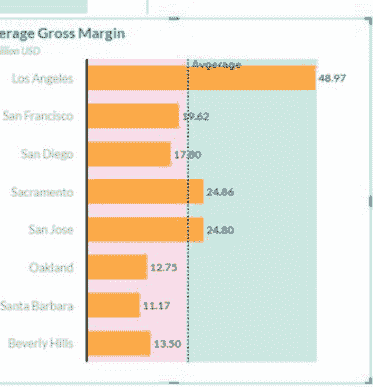 erage Gross Margin
illion USD
Avgerage
Los Angeles 48.97
San Francisco 19.62
San Diego 17.80
Sacramento 24.86
San Jose 24.80
Oakland 12.75
Santa Barbara 11.17
Beverly Hills 13.50